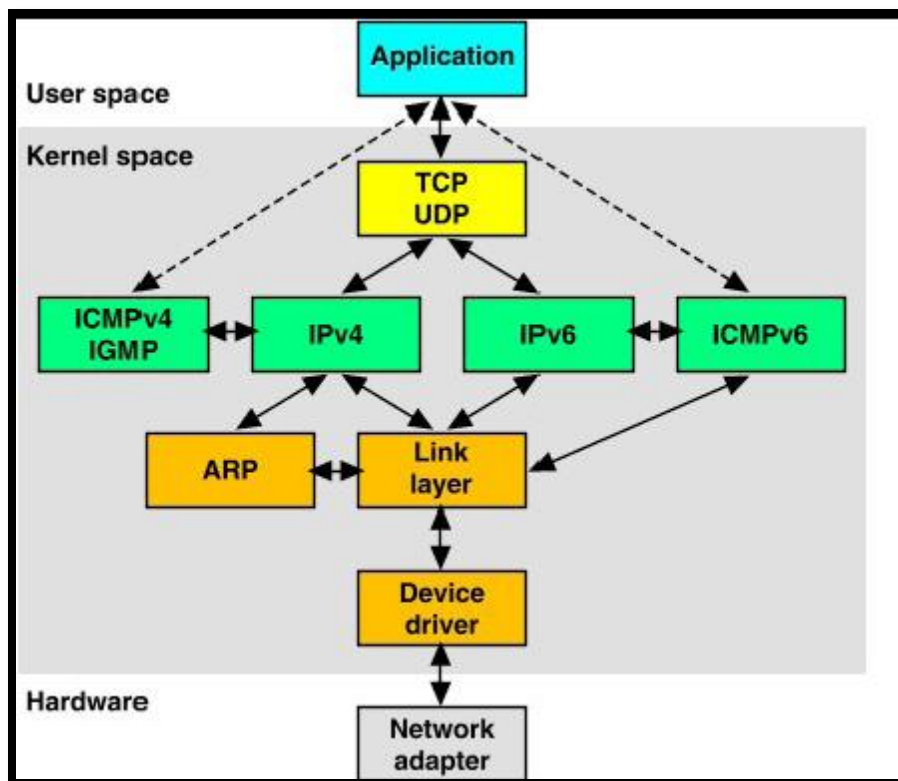 Application
User space
Kernel space
TCP
UDP
ICMPv4
IGMP
IPv4
IPv6
ICMPv6
ARP
Link
layer
Device
driver
Hardware
Network
adapter